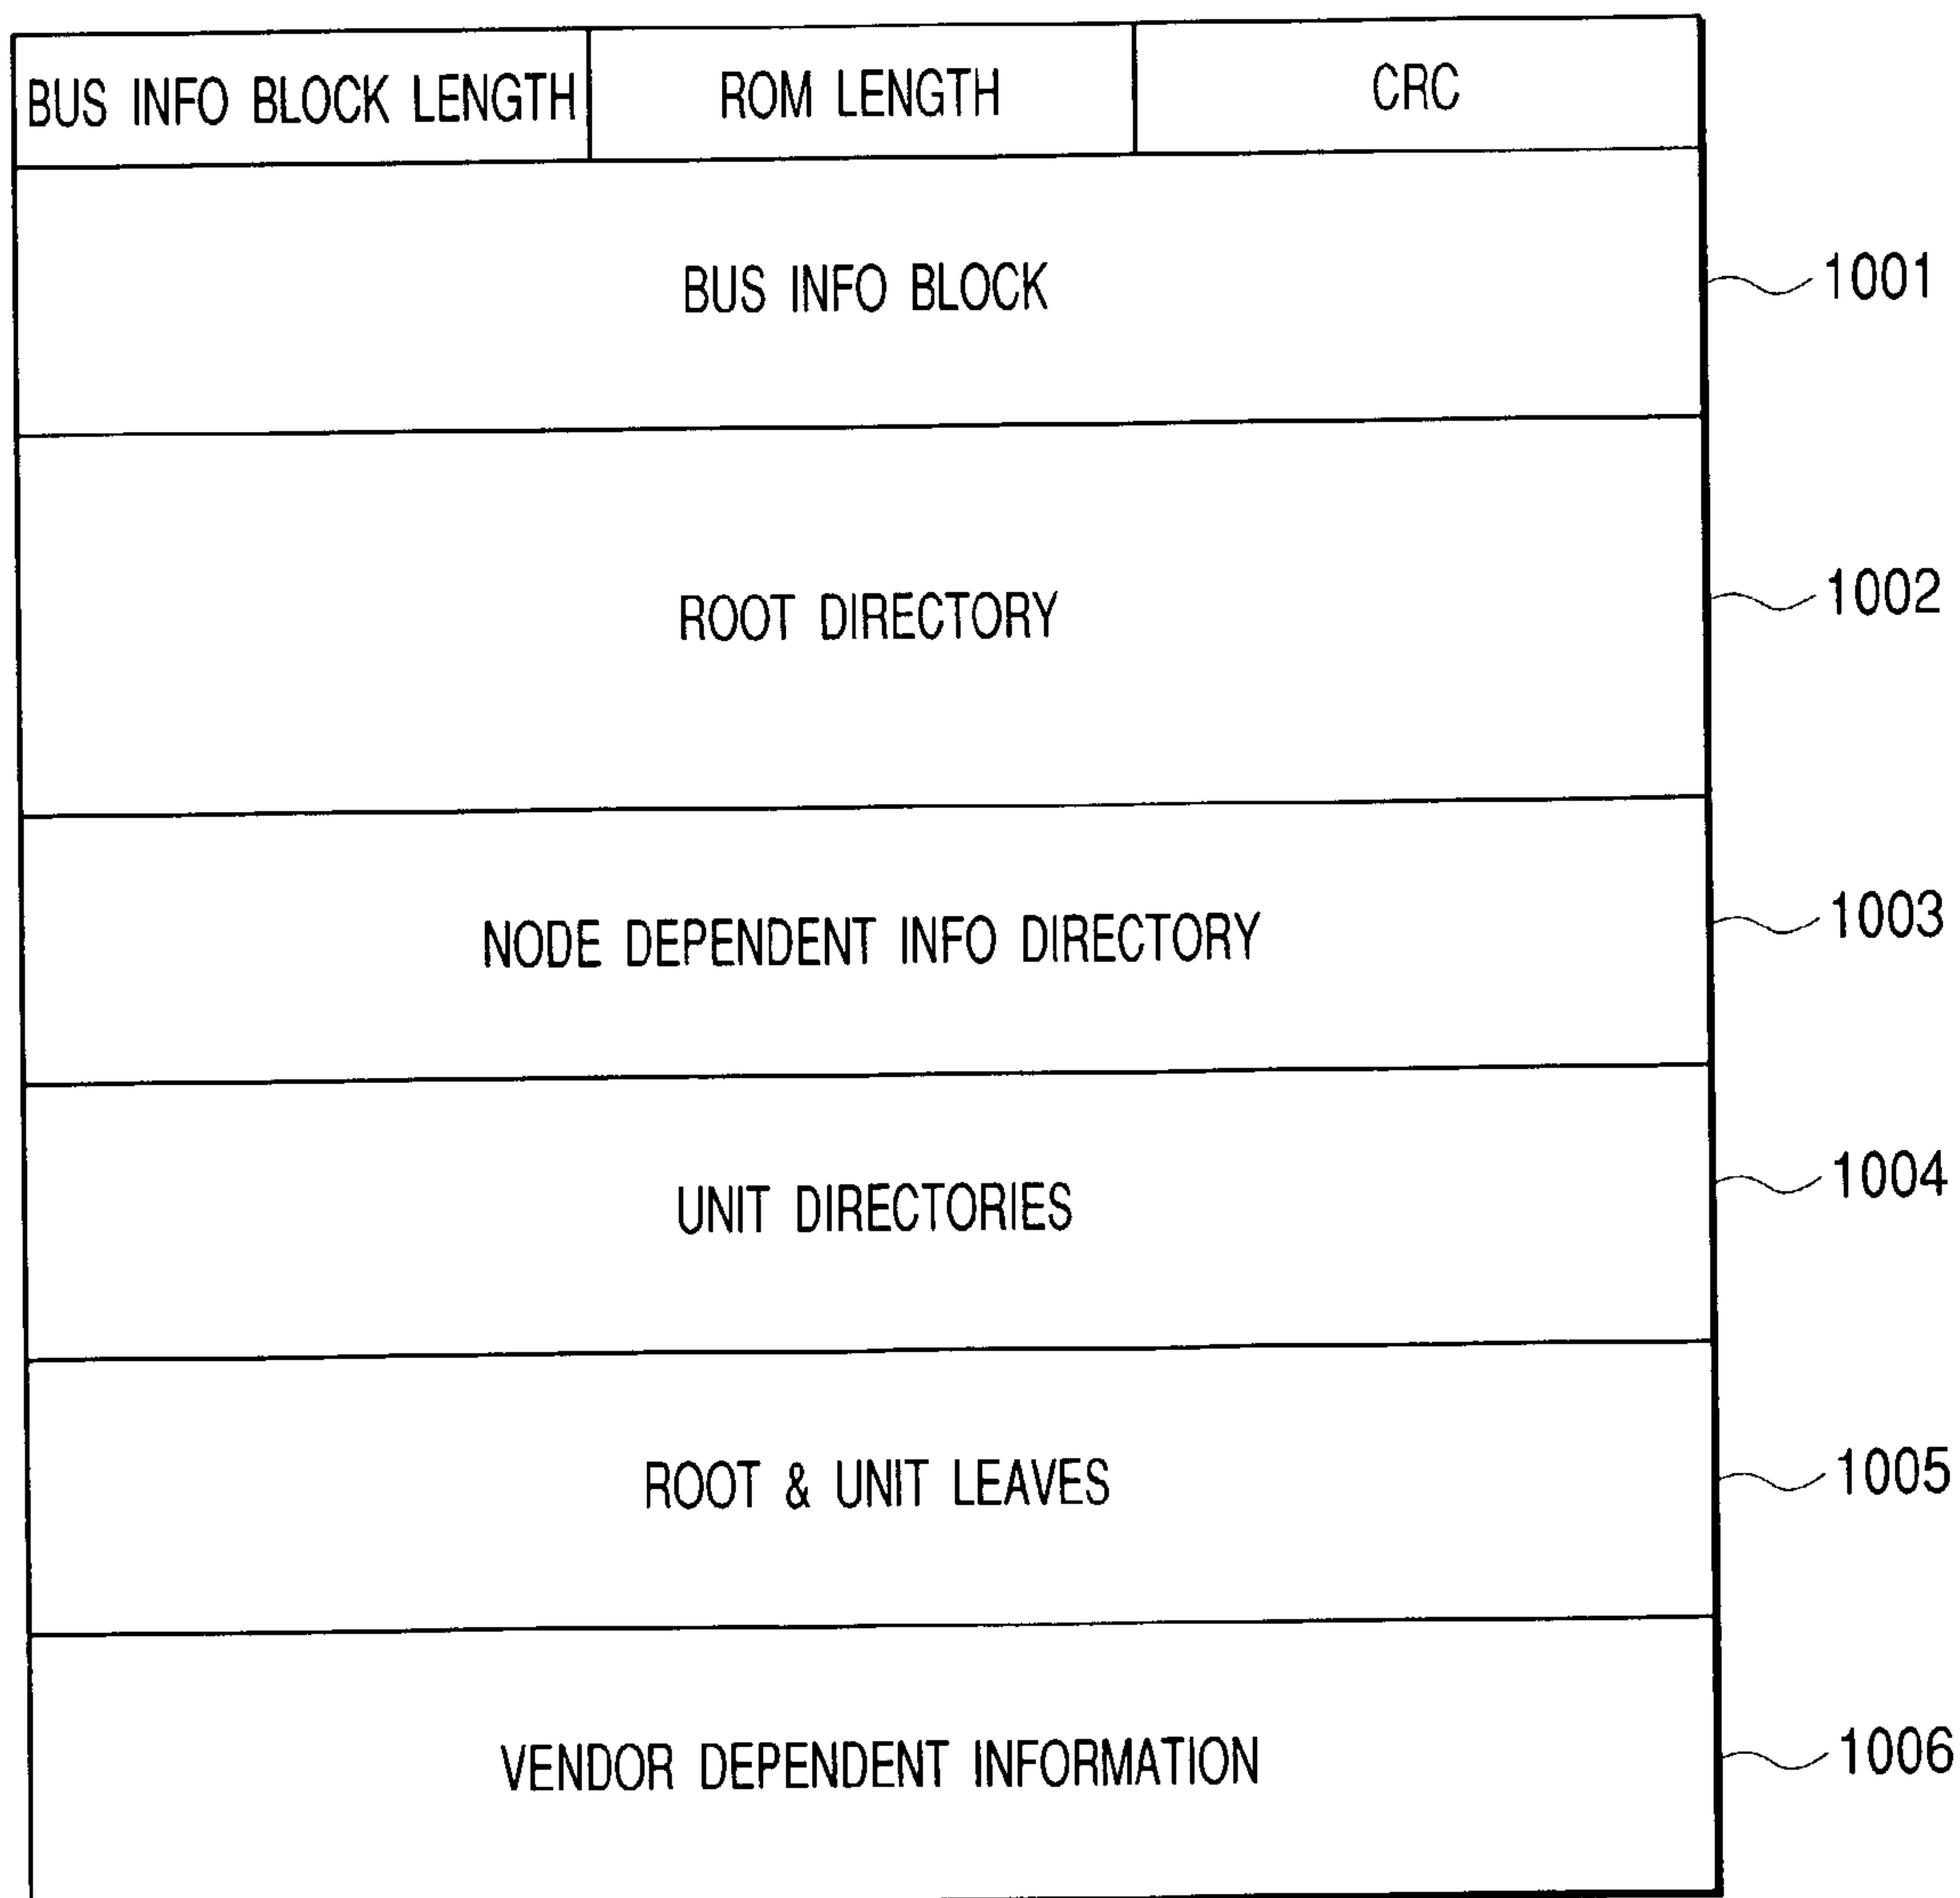 BUS INFO BLOCK LENGTH ROM LENGTH CRC
BUS INFO BLOCK 1001
ROOT DIRECTORY 1002
NODE DEPENDENT INFO DIRECTORY 1003
UNIT DIRECTORIES 1004
ROOT & UNIT LEAVES 1005
VENDOR DEPENDENT INFORMATION 1006